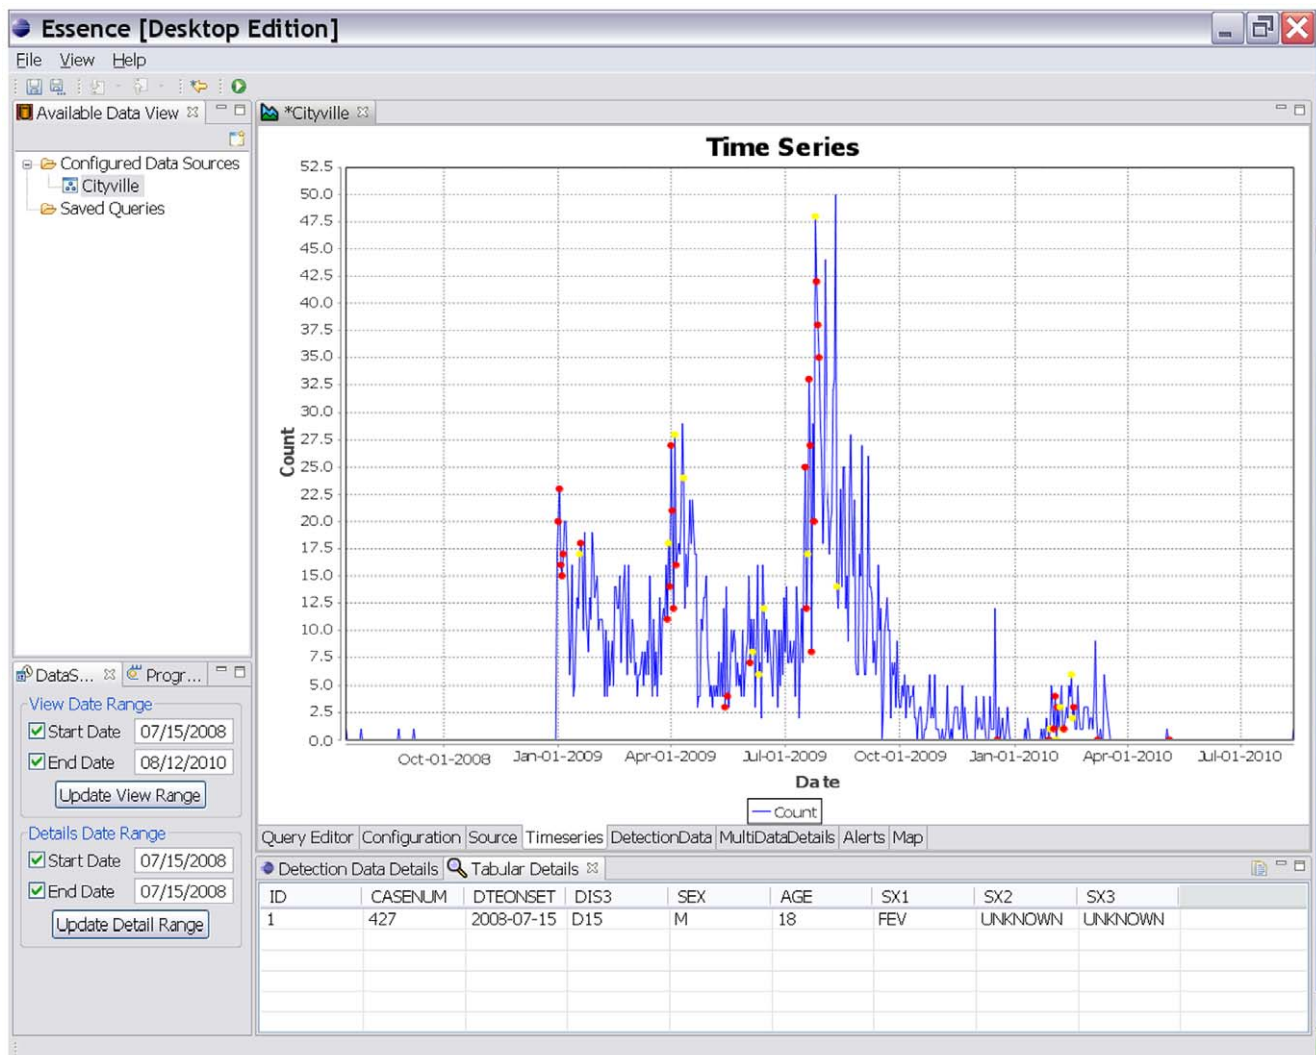 Essence [Desktop Edition]
File View Help
Available Data View
Configured Data Sources
Cityville
Saved Queries
*Cityville
Time Series
52.5
50.0
47.5
45.0
42.5
40.0
37.5
35.0
32.5
30.0
27.5
25.0
22.5
20.0
17.5
15.0
12.5
10.0
7.5
5.0
2.5
0.0
Count
Oct-01-2008 Jan-01-2009 Apr-01-2009 Jul-01-2009 Oct-01-2009 Jan-01-2010 Apr-01-2010 Jul-01-2010
Date
Count
Query Editor Configuration Source Timeseries DetectionData MultiDataDetails Alerts Map
DataS... Progr...
View Date Range
Start Date 07/15/2008
End Date 08/12/2010
Update View Range
Details Date Range
Start Date 07/15/2008
End Date 07/15/2008
Update Detail Range
Detection Data Details Tabular Details
ID CASENUM DTEONSET DIS3 SEX AGE SX1 SX2 SX3
1 427 2008-07-15 D15 M 18 FEV UNKNOWN UNKNOWN